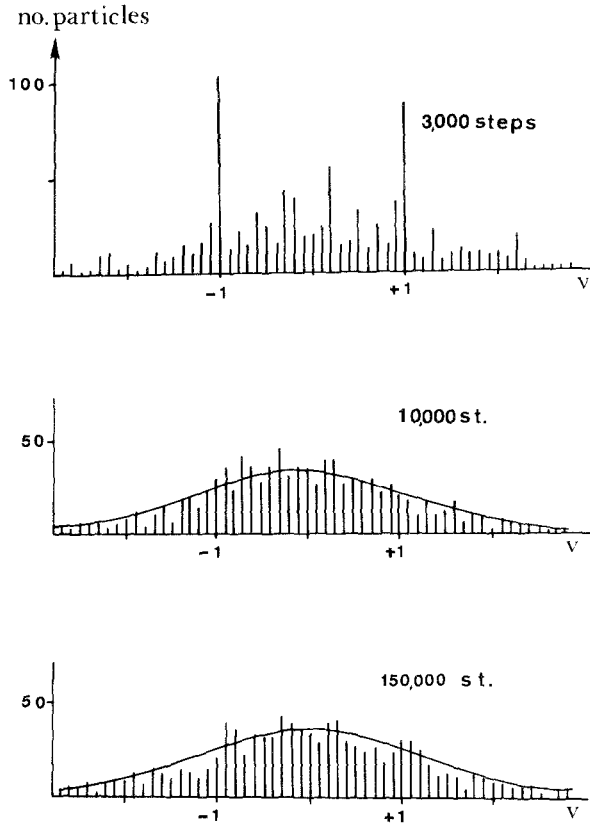 no. particles
100
3,000 steps
-1
+1
V
50
10,000 st.
-1
+1
V
50
150,000 st.
-1
+1
V